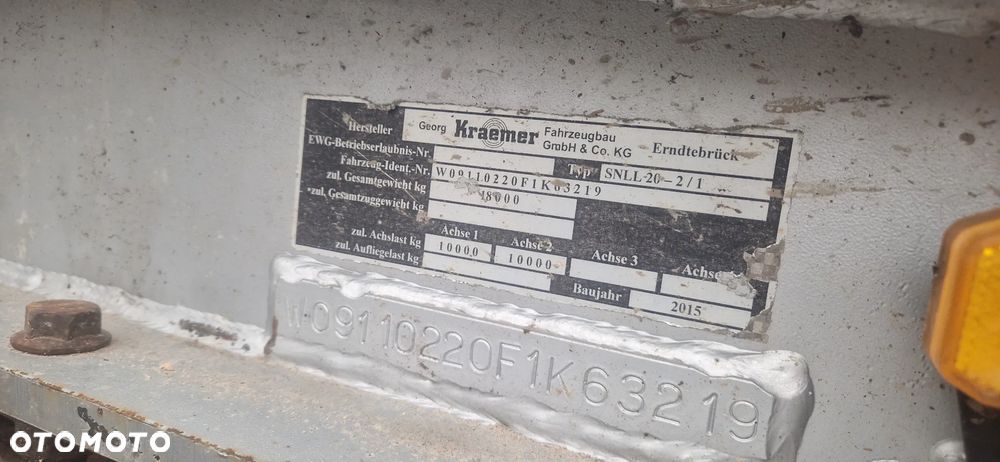 Hersteller Georg Kraemer Fahrzeugbau GmbH & Co. KG Erndtebrück
EWG-Betriebserlaubnis-Nr. Typ SNLL-20-2/1
Fahrzeug-Ident.-Nr. W09110220F1K63219
zul. Gesamtgewicht kg 18000
*zul. Gesamtzuggewicht kg
Achse 1 Achse 2 Achse 3 Achse
zul. Achslast kg 10000 10000
zul. Aufliegelast kg Baujahr 2015
W09110220F1K63219
OTOMOTO